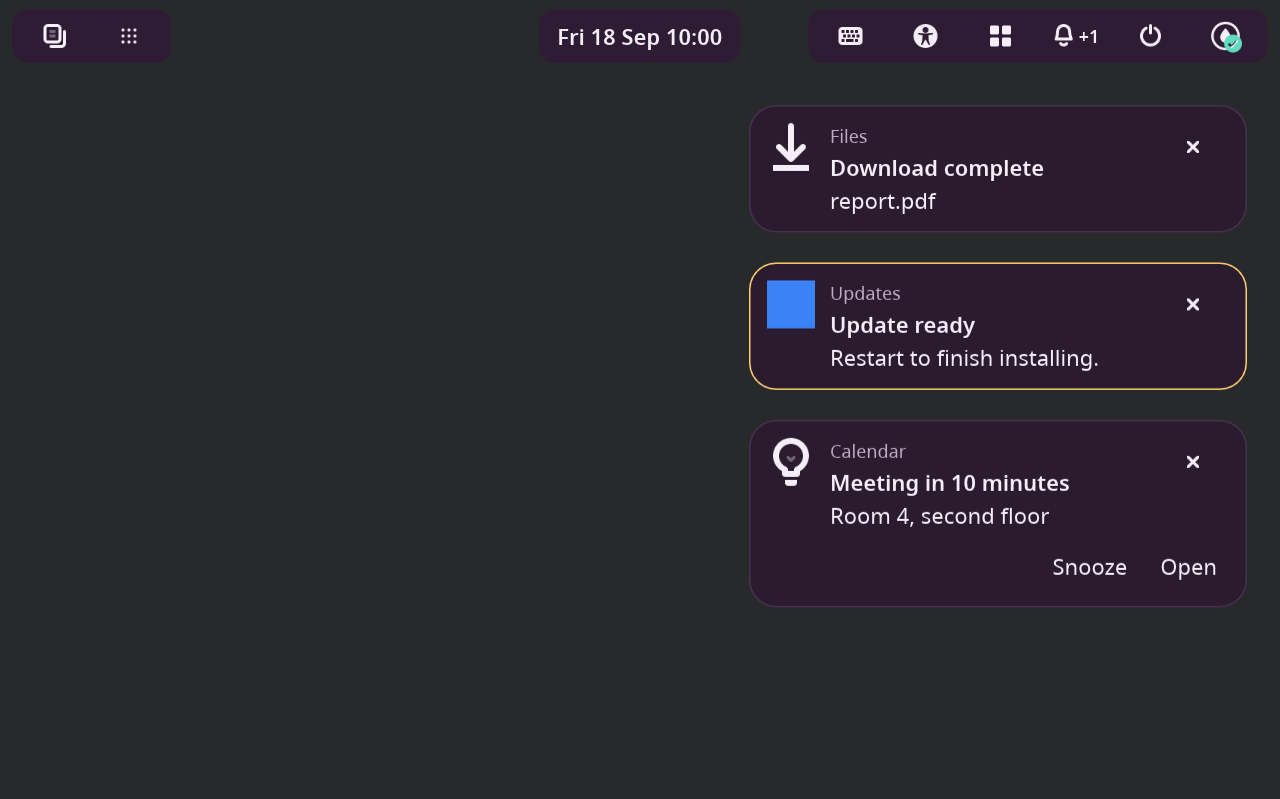 Fri 18 Sep 10:00
+1
Files
Download complete
report.pdf
Updates
Update ready
Restart to finish installing.
Calendar
Meeting in 10 minutes
Room 4, second floor
Snooze Open